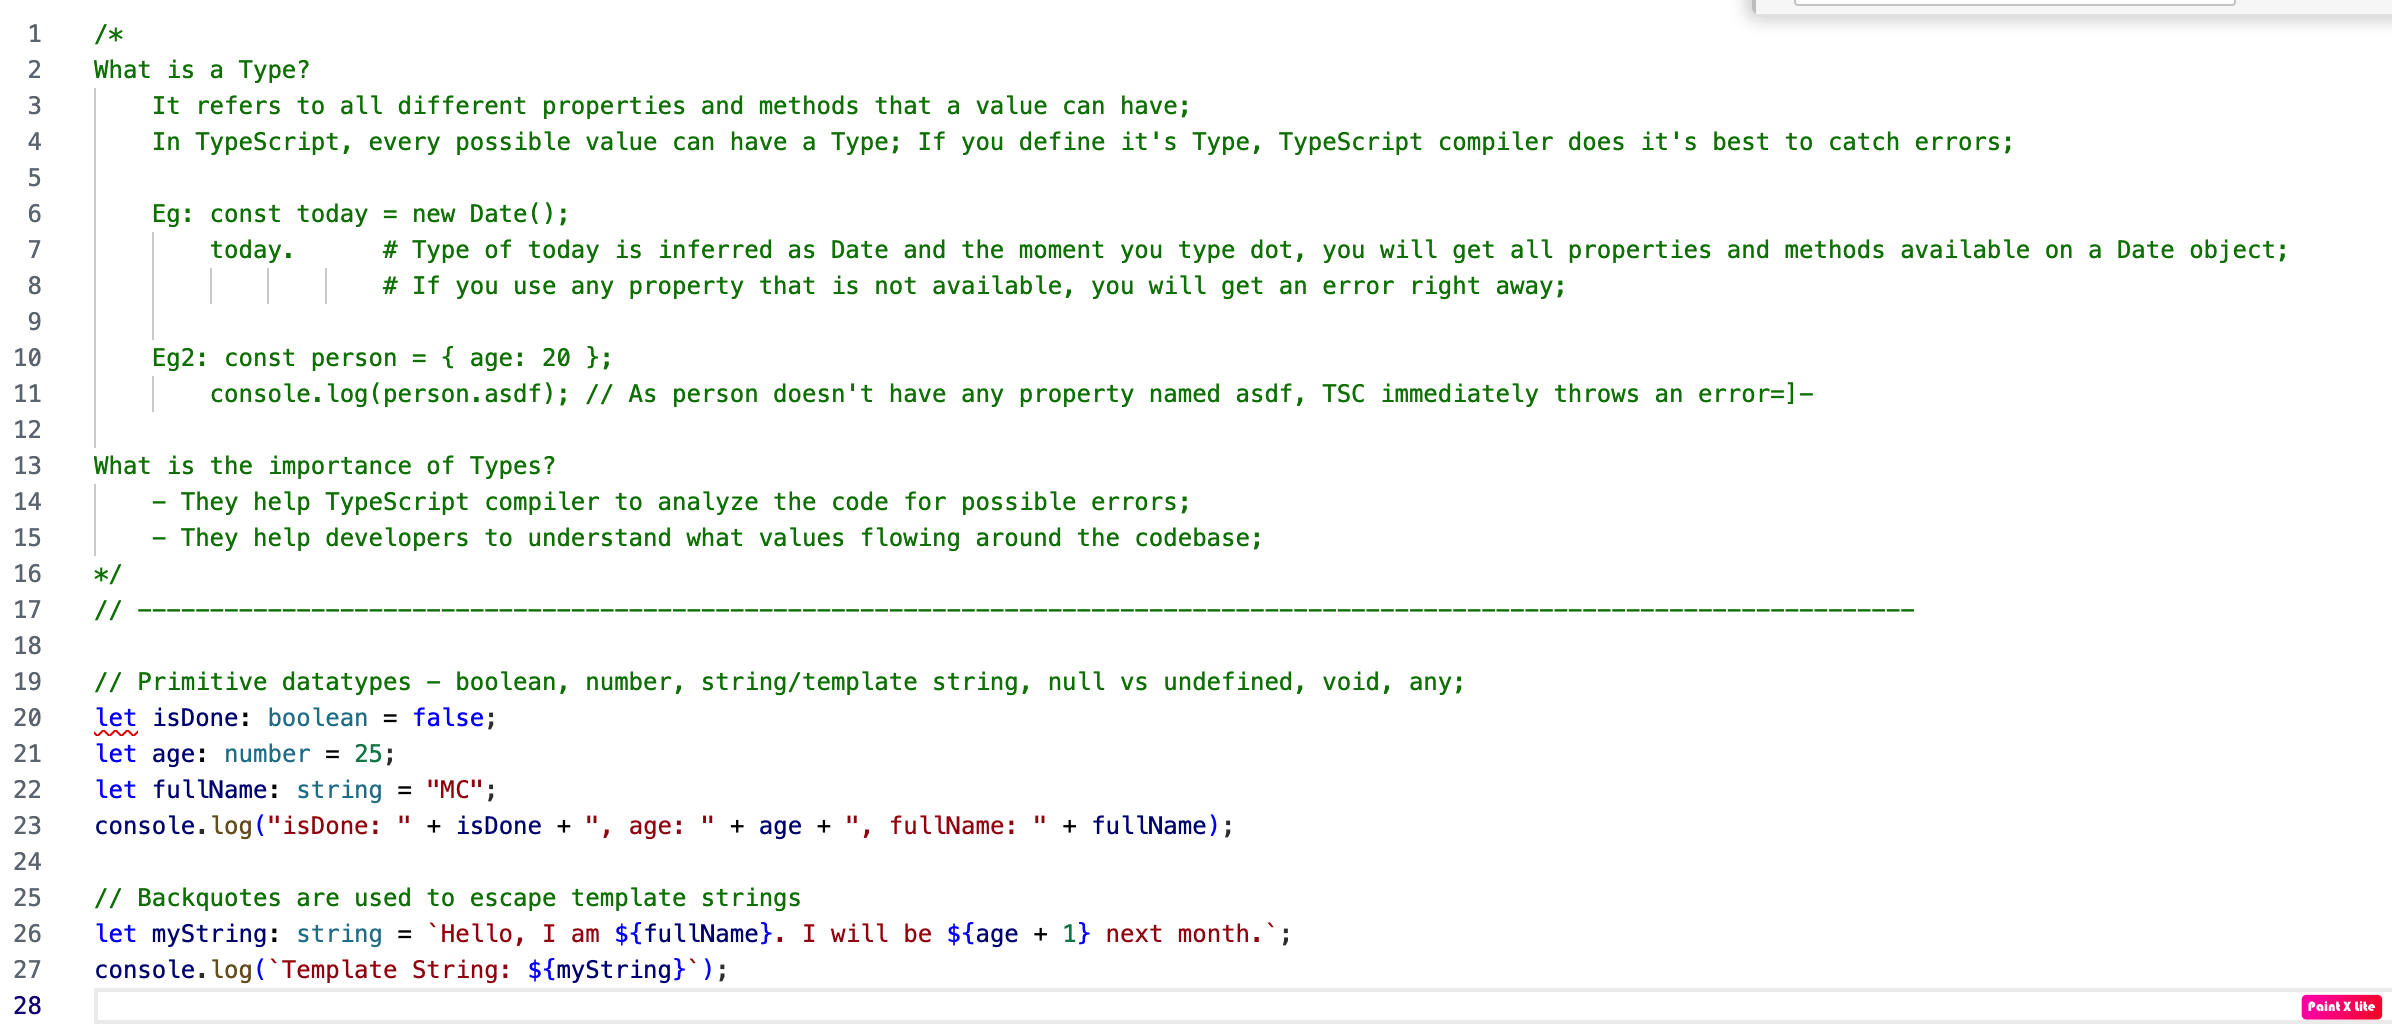 1 /*
2 What is a Type?
3     It refers to all different properties and methods that a value can have;
4     In TypeScript, every possible value can have a Type; If you define it's Type, TypeScript compiler does it's best to catch errors;
5
6     Eg: const today = new Date();
7         today.      # Type of today is inferred as Date and the moment you type dot, you will get all properties and methods available on a Date object;
8                     # If you use any property that is not available, you will get an error right away;
9
10     Eg2: const person = { age: 20 };
11         console.log(person.asdf); // As person doesn't have any property named asdf, TSC immediately throws an error=]-
12
13 What is the importance of Types?
14     - They help TypeScript compiler to analyze the code for possible errors;
15     - They help developers to understand what values flowing around the codebase;
16 */
17 // ---------------------------------------------------------------------------------------------------------------------------
18
19 // Primitive datatypes - boolean, number, string/template string, null vs undefined, void, any;
20 let isDone: boolean = false;
21 let age: number = 25;
22 let fullName: string = "MC";
23 console.log("isDone: " + isDone + ", age: " + age + ", fullName: " + fullName);
24
25 // Backquotes are used to escape template strings
26 let myString: string = `Hello, I am ${fullName}. I will be ${age + 1} next month.`;
27 console.log(`Template String: ${myString}`);
28
Paint X Lite